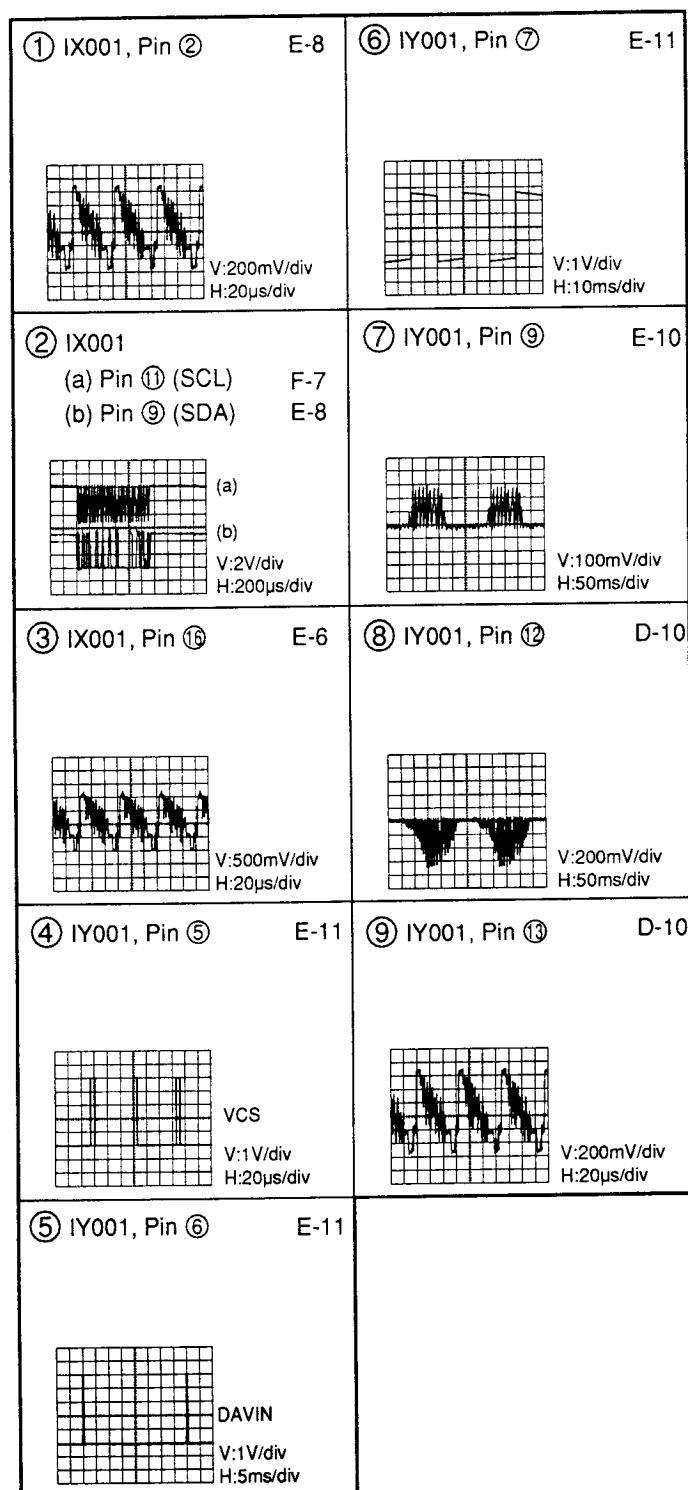 ① IX001, Pin ② E-8
V:200mV/div
H:20µs/div
② IX001
(a) Pin ⑪ (SCL) F-7
(b) Pin ⑨ (SDA) E-8
(a)
(b)
V:2V/div
H:200µs/div
③ IX001, Pin ⑯ E-6
V:500mV/div
H:20µs/div
④ IY001, Pin ⑤ E-11
VCS
V:1V/div
H:20µs/div
⑤ IY001, Pin ⑥ E-11
DAVIN
V:1V/div
H:5ms/div
⑥ IY001, Pin ⑦ E-11
V:1V/div
H:10ms/div
⑦ IY001, Pin ⑨ E-10
V:100mV/div
H:50ms/div
⑧ IY001, Pin ⑫ D-10
V:200mV/div
H:50ms/div
⑨ IY001, Pin ⑬ D-10
V:200mV/div
H:20µs/div